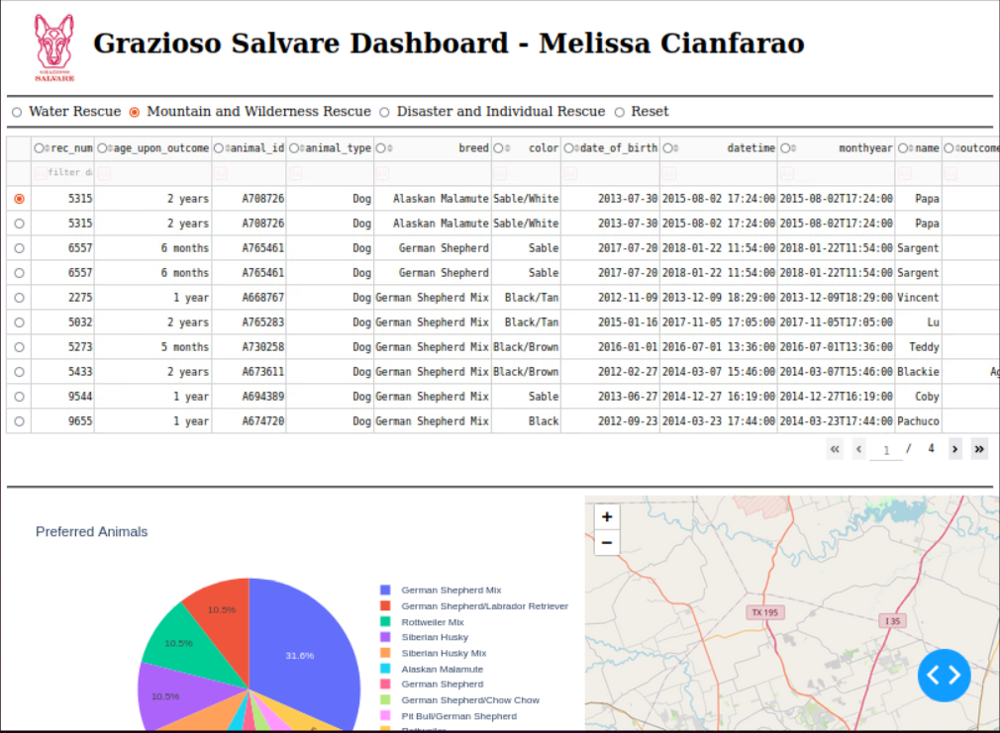 GRAZIOSO
SALVARE
Grazioso Salvare Dashboard - Melissa Cianfarao
Water Rescue Mountain and Wilderness Rescue Disaster and Individual Rescue Reset
rec_num age_upon_outcome animal_id animal_type breed color date_of_birth datetime monthyear name outcome
filter d
5315 2 years A708726 Dog Alaskan Malamute Sable/White 2013-07-30 2015-08-02 17:24:00 2015-08-02T17:24:00 Papa
5315 2 years A708726 Dog Alaskan Malamute Sable/White 2013-07-30 2015-08-02 17:24:00 2015-08-02T17:24:00 Papa
6557 6 months A765461 Dog German Shepherd Sable 2017-07-20 2018-01-22 11:54:00 2018-01-22T11:54:00 Sargent
6557 6 months A765461 Dog German Shepherd Sable 2017-07-20 2018-01-22 11:54:00 2018-01-22T11:54:00 Sargent
2275 1 year A668767 Dog German Shepherd Mix Black/Tan 2012-11-09 2013-12-09 18:29:00 2013-12-09T18:29:00 Vincent
5032 2 years A765283 Dog German Shepherd Mix Black/Tan 2015-01-16 2017-11-05 17:05:00 2017-11-05T17:05:00 Lu
5273 5 months A730258 Dog German Shepherd Mix Black/Brown 2016-01-01 2016-07-01 13:36:00 2016-07-01T13:36:00 Teddy
5433 2 years A673611 Dog German Shepherd Mix Black/Brown 2012-02-27 2014-03-07 15:46:00 2014-03-07T15:46:00 Blackie Ag
9544 1 year A694389 Dog German Shepherd Mix Sable 2013-06-27 2014-12-27 16:19:00 2014-12-27T16:19:00 Coby
9655 1 year A674720 Dog German Shepherd Mix Black 2012-09-23 2014-03-23 17:44:00 2014-03-23T17:44:00 Pachuco
« ‹ 1 / 4 › »
Preferred Animals
31.6%
10.5%
10.5%
10.5%
German Shepherd Mix
German Shepherd/Labrador Retriever
Rottweiler Mix
Siberian Husky
Siberian Husky Mix
Alaskan Malamute
German Shepherd
German Shepherd/Chow Chow
Pit Bull/German Shepherd
Rottweiler
+
−
TX 195
I 35